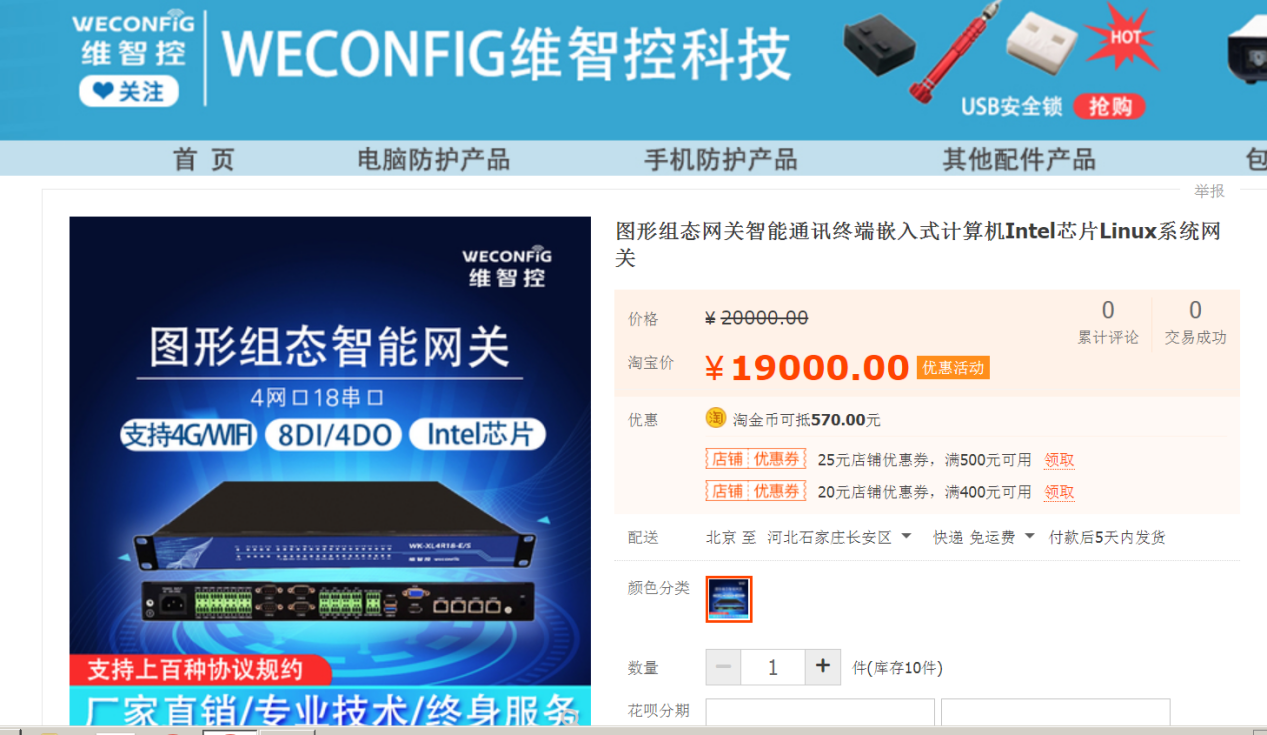 WECONFIG
维智控
关注
WECONFIG维智控科技
HOT
USB安全锁 抢购
首 页 电脑防护产品 手机防护产品 其他配件产品 包
举报
WECONFIG
维智控
图形组态智能网关
4网口18串口
支持4G/WIFI 8DI/4DO Intel芯片
WK-XL4918-E/S
支持上百种协议规约
厂家直销/专业技术/终身服务
图形组态网关智能通讯终端嵌入式计算机Intel芯片Linux系统网
关
价格 ¥ 20000.00
0 0
累计评论 交易成功
淘宝价 ¥ 19000.00 优惠活动
优惠 淘 淘金币可抵570.00元
店铺 优惠券 25元店铺优惠券，满500元可用 领取
店铺 优惠券 20元店铺优惠券，满400元可用 领取
配送 北京 至 河北石家庄长安区 快递 免运费 付款后5天内发货
颜色分类
数量 − 1 + 件(库存10件)
花呗分期